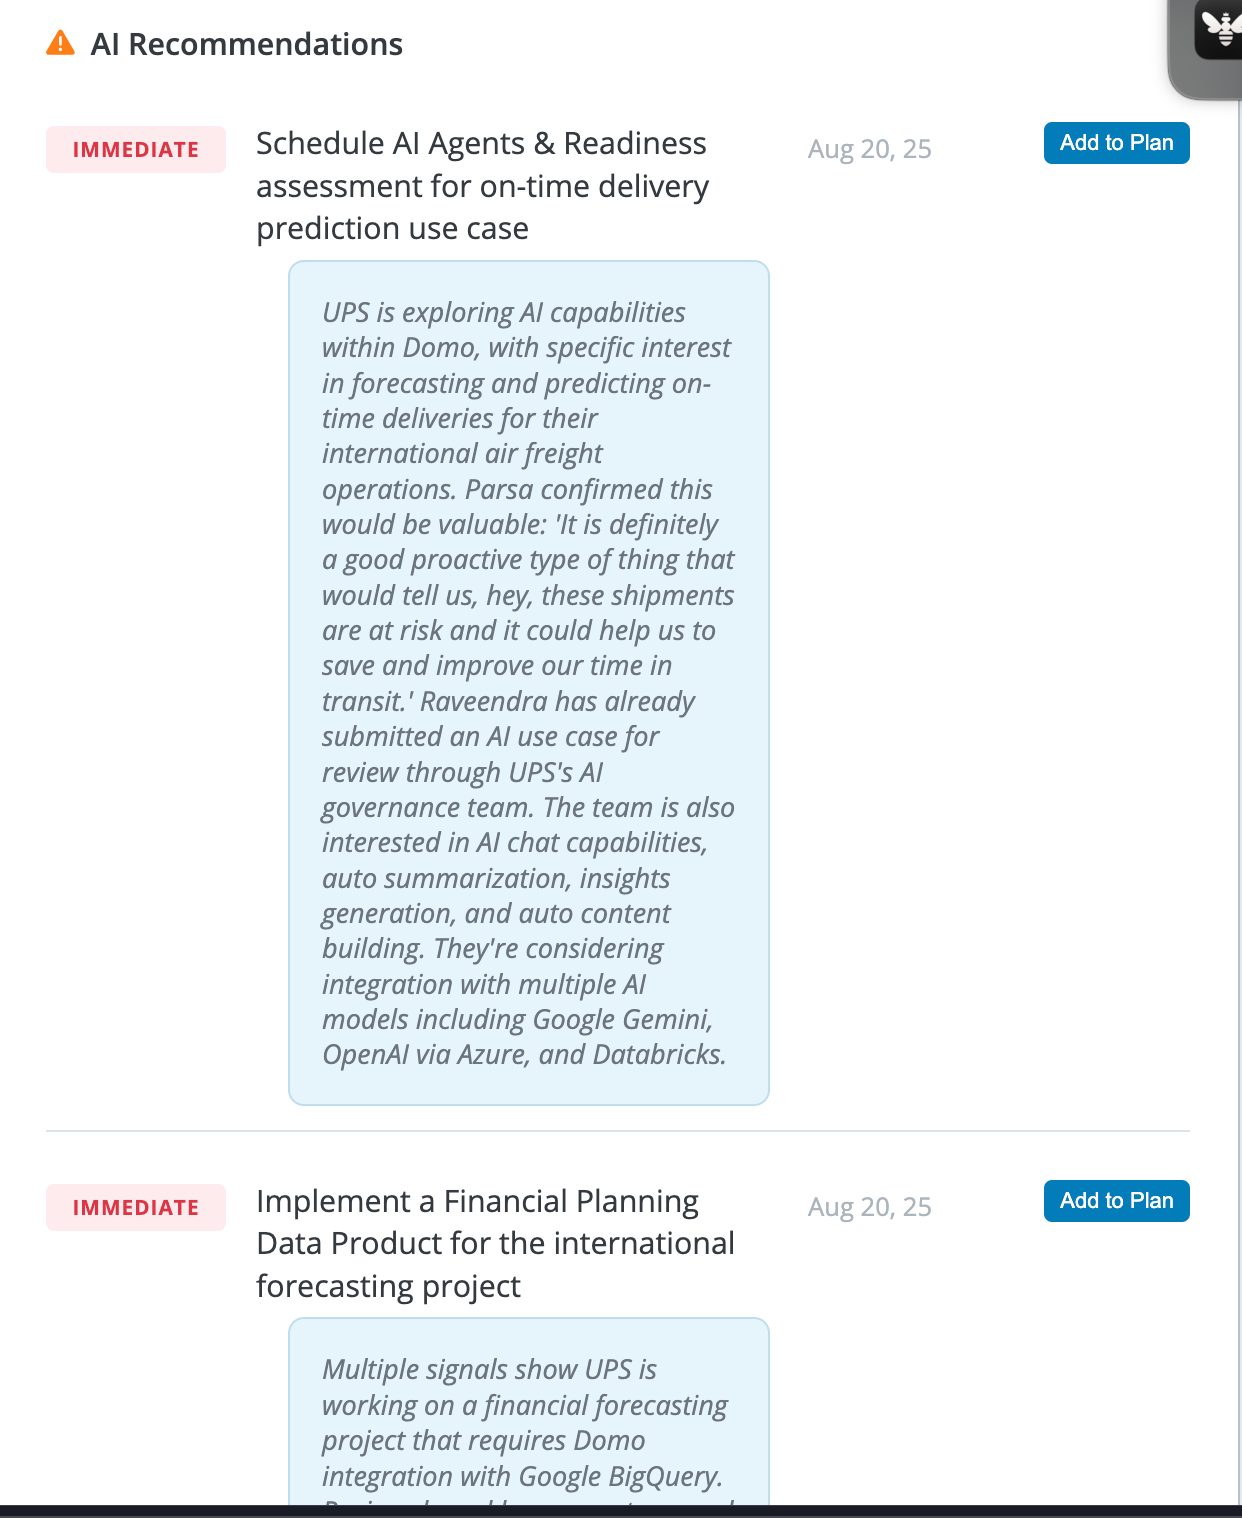 AI Recommendations
IMMEDIATE
Schedule AI Agents & Readiness
assessment for on-time delivery
prediction use case
Aug 20, 25
Add to Plan
UPS is exploring AI capabilities
within Domo, with specific interest
in forecasting and predicting on-
time deliveries for their
international air freight
operations. Parsa confirmed this
would be valuable: 'It is definitely
a good proactive type of thing that
would tell us, hey, these shipments
are at risk and it could help us to
save and improve our time in
transit.' Raveendra has already
submitted an AI use case for
review through UPS's AI
governance team. The team is also
interested in AI chat capabilities,
auto summarization, insights
generation, and auto content
building. They're considering
integration with multiple AI
models including Google Gemini,
OpenAI via Azure, and Databricks.
IMMEDIATE
Implement a Financial Planning
Data Product for the international
forecasting project
Aug 20, 25
Add to Plan
Multiple signals show UPS is
working on a financial forecasting
project that requires Domo
integration with Google BigQuery.